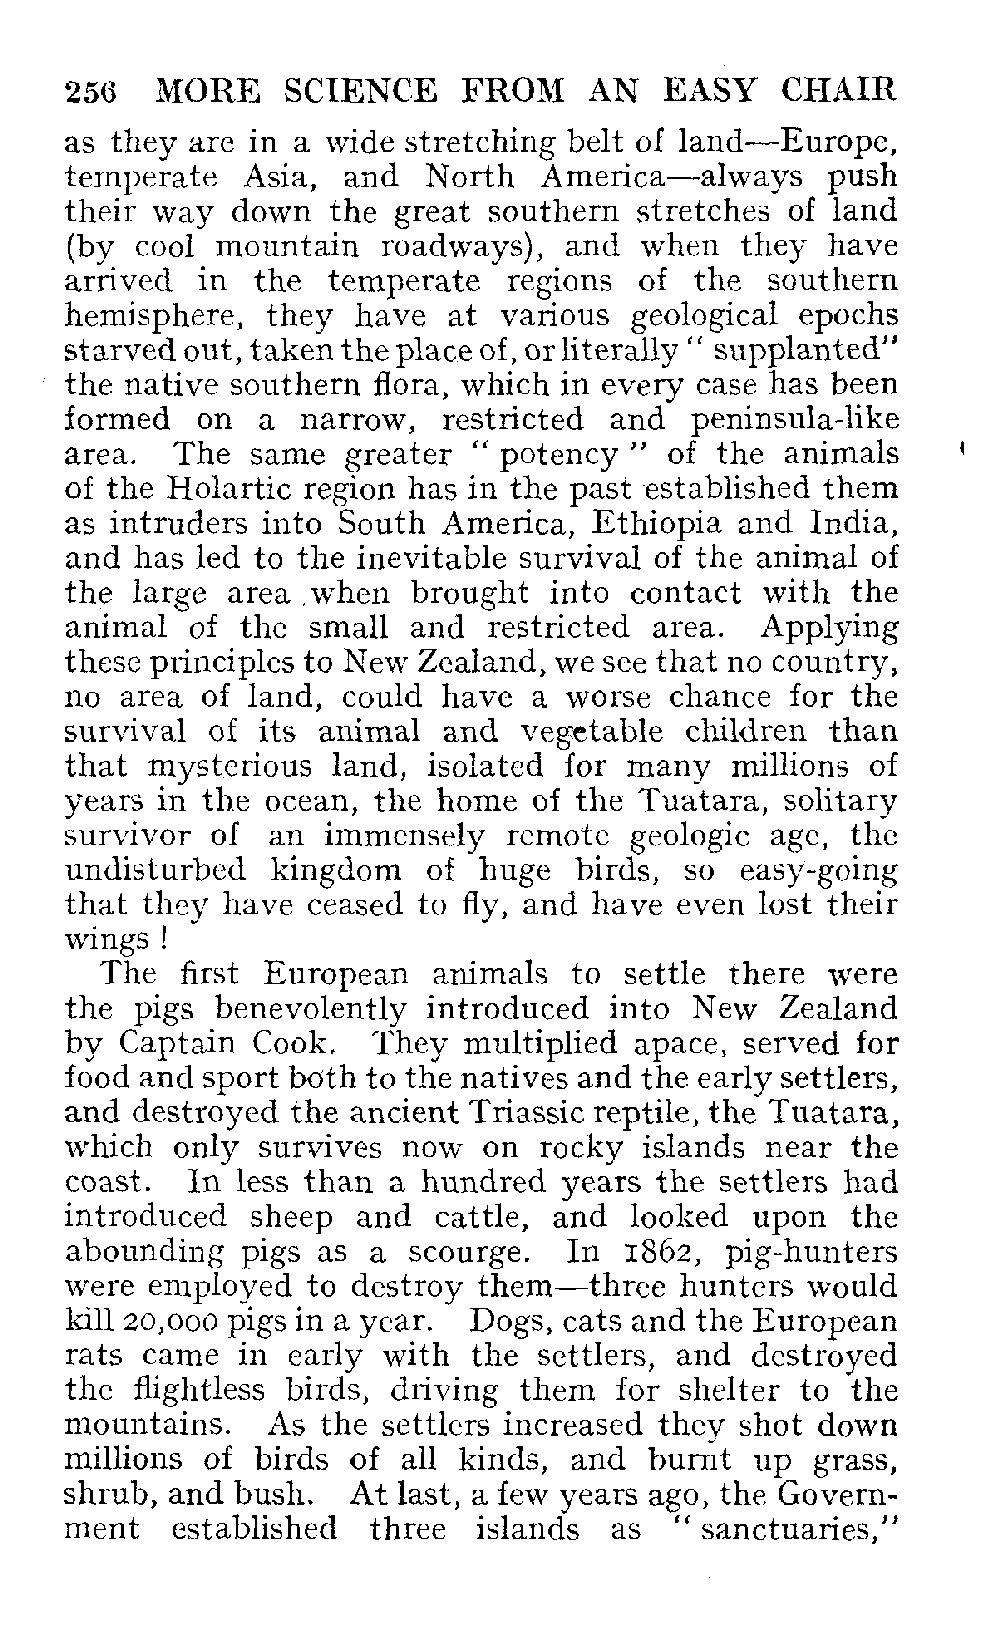 256 MORE SCIENCE FROM AN EASY CHAIR
as they are in a wide stretching belt of land—Europe,
temperate Asia, and North America—always push
their way down the great southern stretches of land
(by cool mountain roadways), and when they have
arrived in the temperate regions of the southern
hemisphere, they have at various geological epochs
starved out, taken the place of, or literally " supplanted"
the native southern flora, which in every case has been
formed on a narrow, restricted and peninsula-like
area. The same greater " potency " of the animals
of the Holartic region has in the past established them
as intruders into South America, Ethiopia and India,
and has led to the inevitable survival of the animal of
the large area when brought into contact with the
animal of the small and restricted area. Applying
these principles to New Zealand, we see that no country,
no area of land, could have a worse chance for the
survival of its animal and vegetable children than
that mysterious land, isolated for many millions of
years in the ocean, the home of the Tuatara, solitary
survivor of an immensely remote geologic age, the
undisturbed kingdom of huge birds, so easy-going
that they have ceased to fly, and have even lost their
wings !
The first European animals to settle there were
the pigs benevolently introduced into New Zealand
by Captain Cook. They multiplied apace, served for
food and sport both to the natives and the early settlers,
and destroyed the ancient Triassic reptile, the Tuatara,
which only survives now on rocky islands near the
coast. In less than a hundred years the settlers had
introduced sheep and cattle, and looked upon the
abounding pigs as a scourge. In 1862, pig-hunters
were employed to destroy them—three hunters would
kill 20,000 pigs in a year. Dogs, cats and the European
rats came in early with the settlers, and destroyed
the flightless birds, driving them for shelter to the
mountains. As the settlers increased they shot down
millions of birds of all kinds, and burnt up grass,
shrub, and bush. At last, a few years ago, the Govern-
ment established three islands as " sanctuaries,"